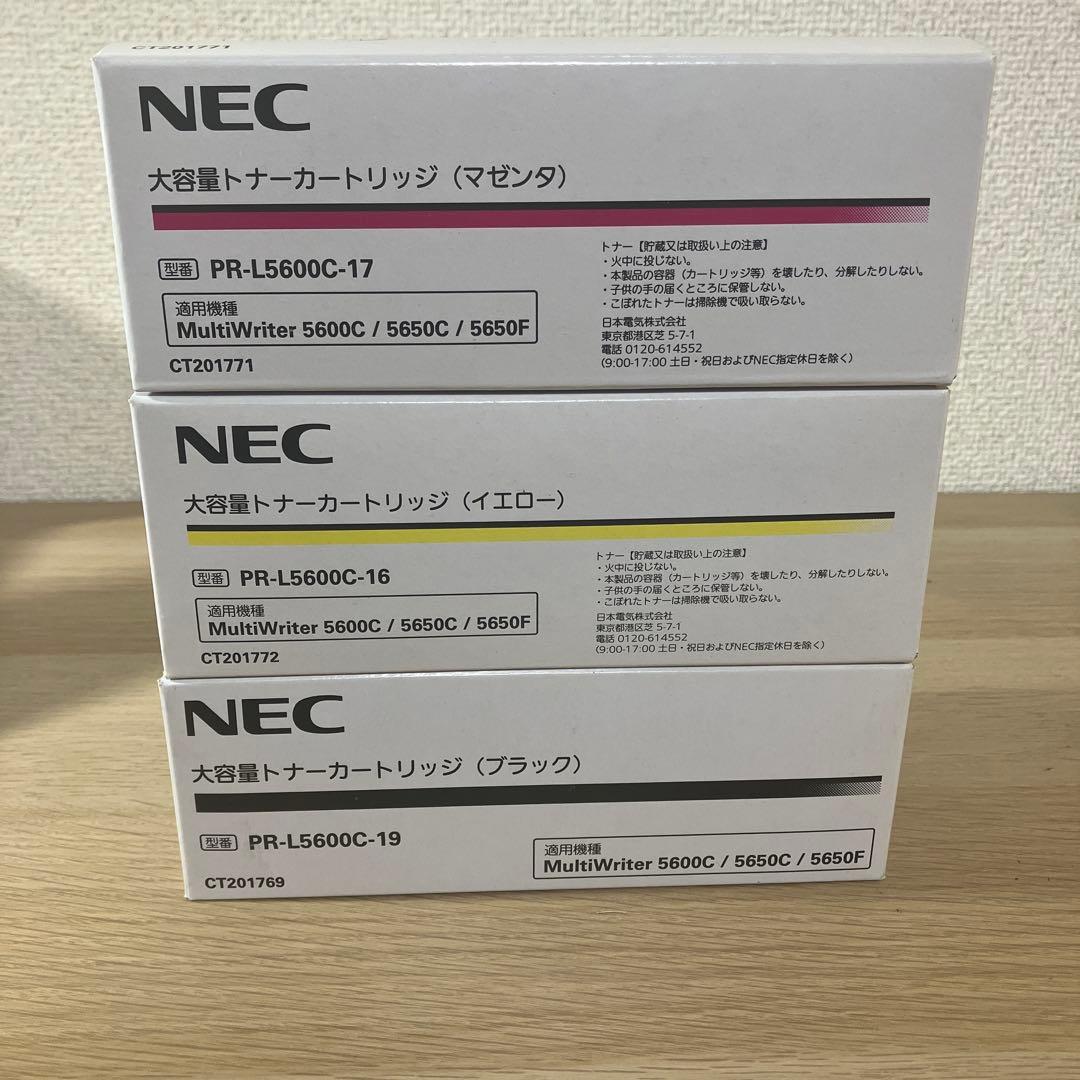 CT201771
NEC
大容量トナーカートリッジ（マゼンタ）
型番 PR-L5600C-17
適用機種
MultiWriter 5600C / 5650C / 5650F
CT201771
トナー【貯蔵又は取扱い上の注意】
・火中に投じない。
・本製品の容器（カートリッジ等）を壊したり、分解したりしない。
・子供の手の届くところに保管しない。
・こぼれたトナーは掃除機で吸い取らない。
日本電気株式会社
東京都港区芝 5-7-1
電話 0120-614552
（9:00-17:00 土日・祝日およびNEC指定休日を除く）
NEC
大容量トナーカートリッジ（イエロー）
型番 PR-L5600C-16
適用機種
MultiWriter 5600C / 5650C / 5650F
CT201772
トナー【貯蔵又は取扱い上の注意】
・火中に投じない。
・本製品の容器（カートリッジ等）を壊したり、分解したりしない。
・子供の手の届くところに保管しない。
・こぼれたトナーは掃除機で吸い取らない。
日本電気株式会社
東京都港区芝 5-7-1
電話 0120-614552
（9:00-17:00 土日・祝日およびNEC指定休日を除く）
NEC
大容量トナーカートリッジ（ブラック）
型番 PR-L5600C-19
適用機種
MultiWriter 5600C / 5650C / 5650F
CT201769